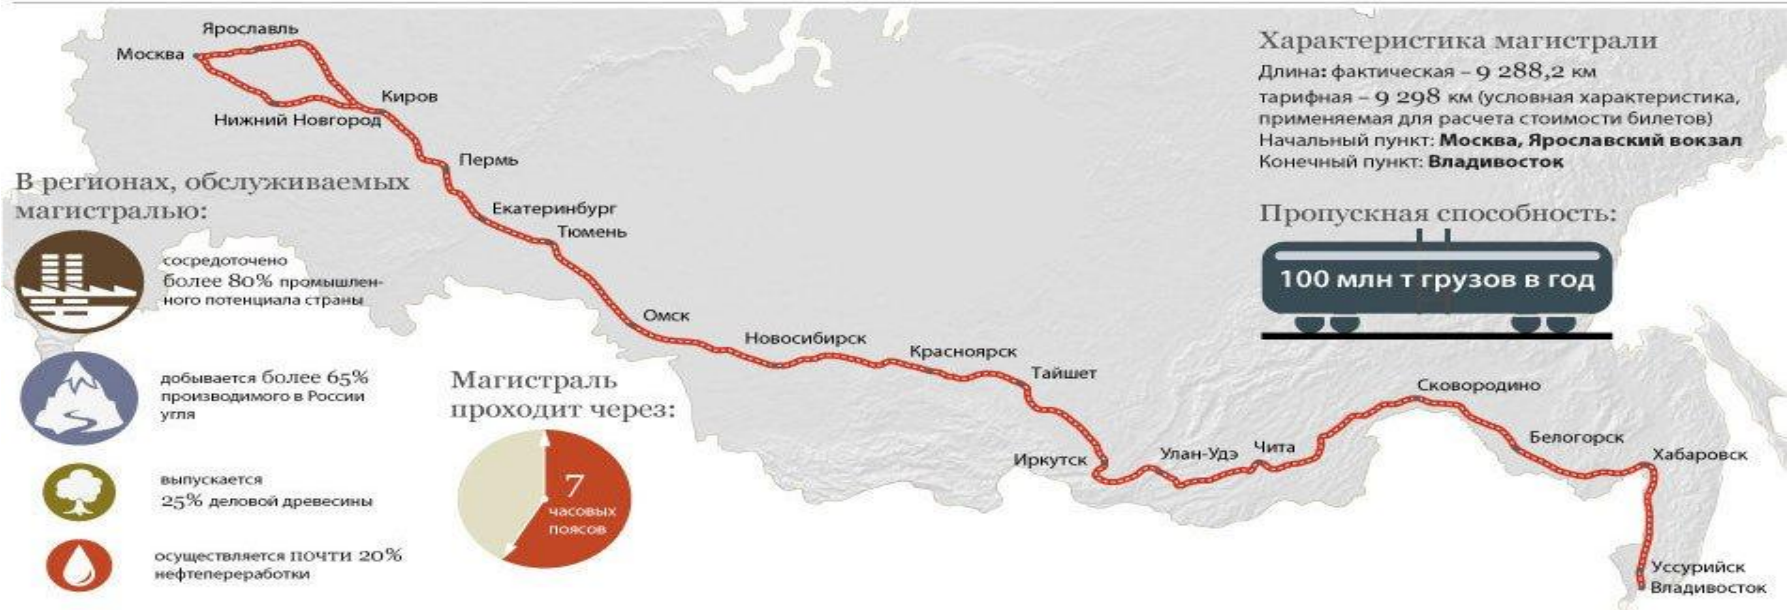 Ярославль
Москва
Киров
Нижний Новгород
Пермь
Екатеринбург
Тюмень
Омск
Новосибирск
Красноярск
Тайшет
Иркутск
Улан-Удэ
Чита
Сковородино
Белогорск
Хабаровск
Уссурийск
Владивосток
Характеристика магистрали
Длина: фактическая – 9 288,2 км
тарифная – 9 298 км (условная характеристика,
применяемая для расчета стоимости билетов)
Начальный пункт: Москва, Ярославский вокзал
Конечный пункт: Владивосток
Пропускная способность:
100 млн т грузов в год
В регионах, обслуживаемых
магистралью:
сосредоточено
более 80% промышлен-
ного потенциала страны
добывается более 65%
производимого в России
угля
выпускается
25% деловой древесины
осуществляется почти 20%
нефтепереработки
Магистраль
проходит через:
7
часовых
поясов